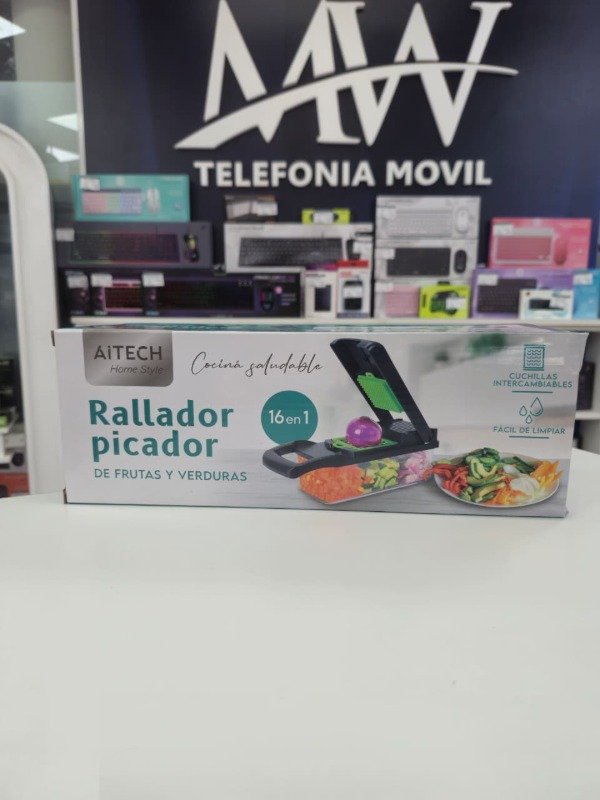 MW
TELEFONIA MOVIL
AiTECH
Home Style
Cociná saludable
Rallador
picador
DE FRUTAS Y VERDURAS
16 en 1
CUCHILLAS
INTERCAMBIABLES
FÁCIL DE LIMPIAR